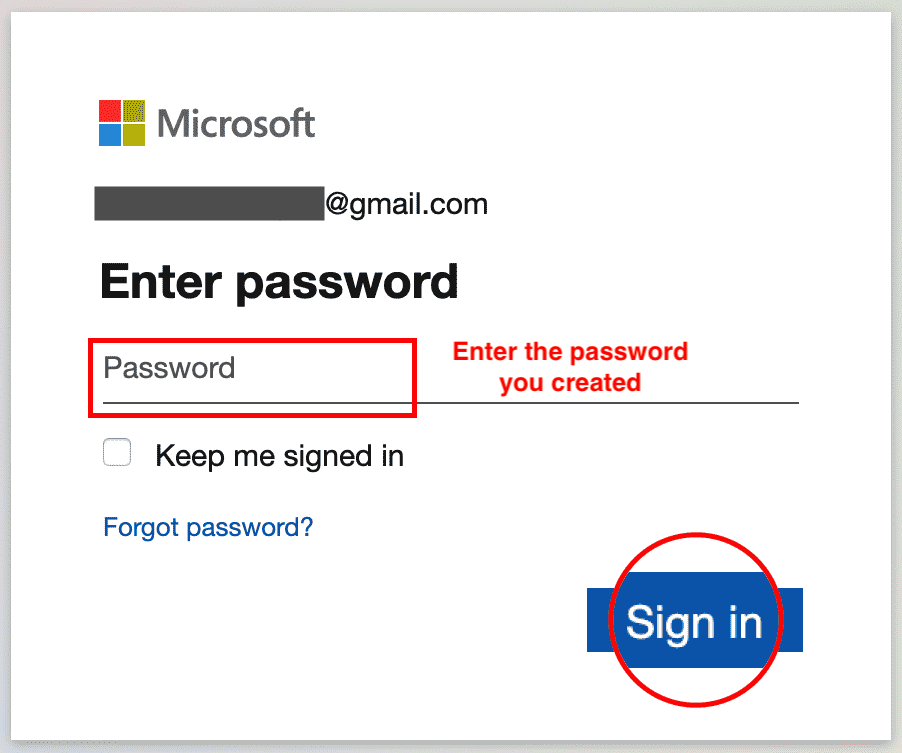 Microsoft
@gmail.com
Enter password
Password
Enter the password
you created
Keep me signed in
Forgot password?
Sign in